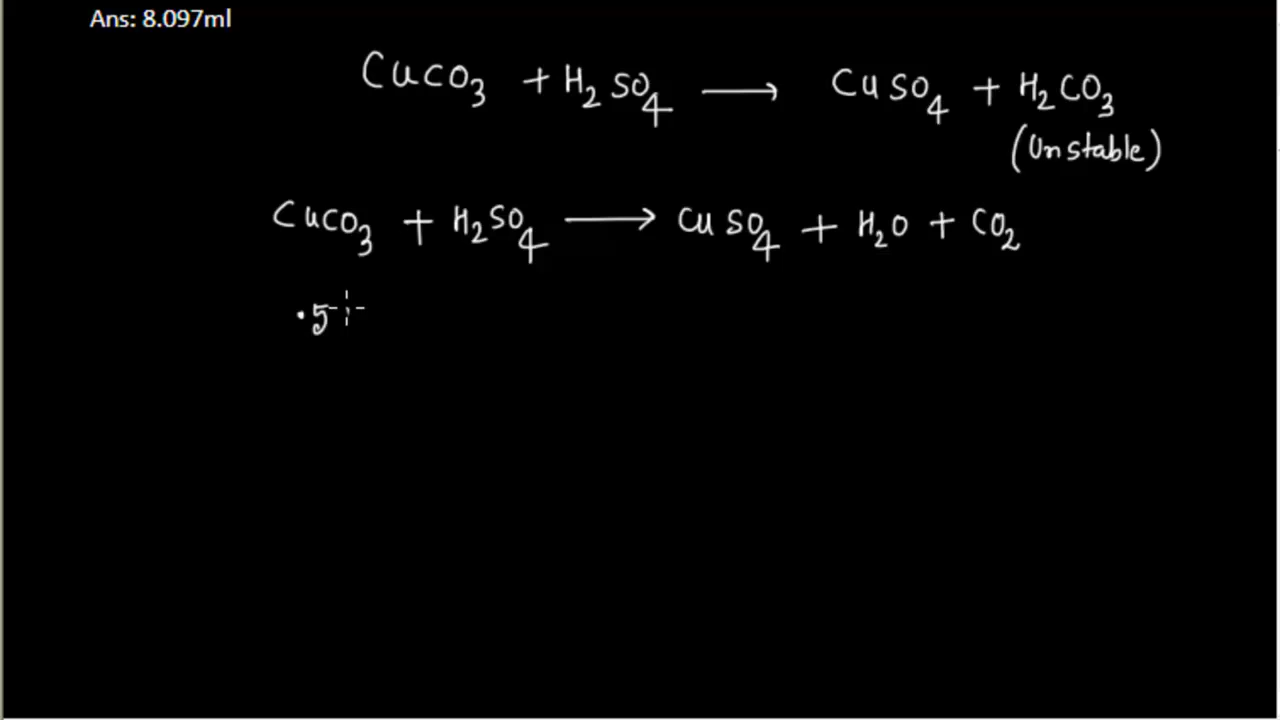 Ans: 8.097ml
CuCO₃ + H₂SO₄ ⟶ CuSO₄ + H₂CO₃
(Unstable)
CuCO₃ + H₂SO₄ ⟶ CuSO₄ + H₂O + CO₂
.5